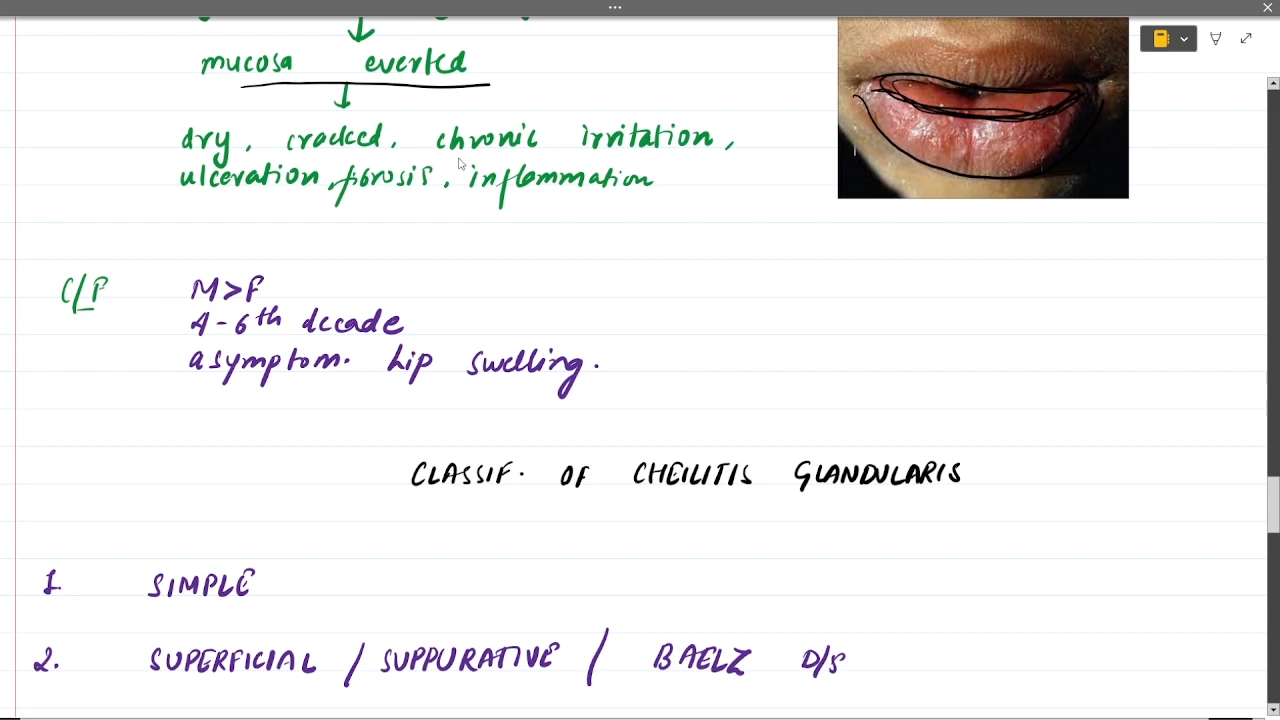 mucosa everted
dry, cracked, chronic irritation,
ulceration, fibrosis, inflammation
C/F M>F
4-6th decade
asymptom. Lip swelling.
CLASSIF. OF CHEILITIS GLANDULARIS
1. SIMPLE
2. SUPERFICIAL / SUPPURATIVE / BAELZ D/S